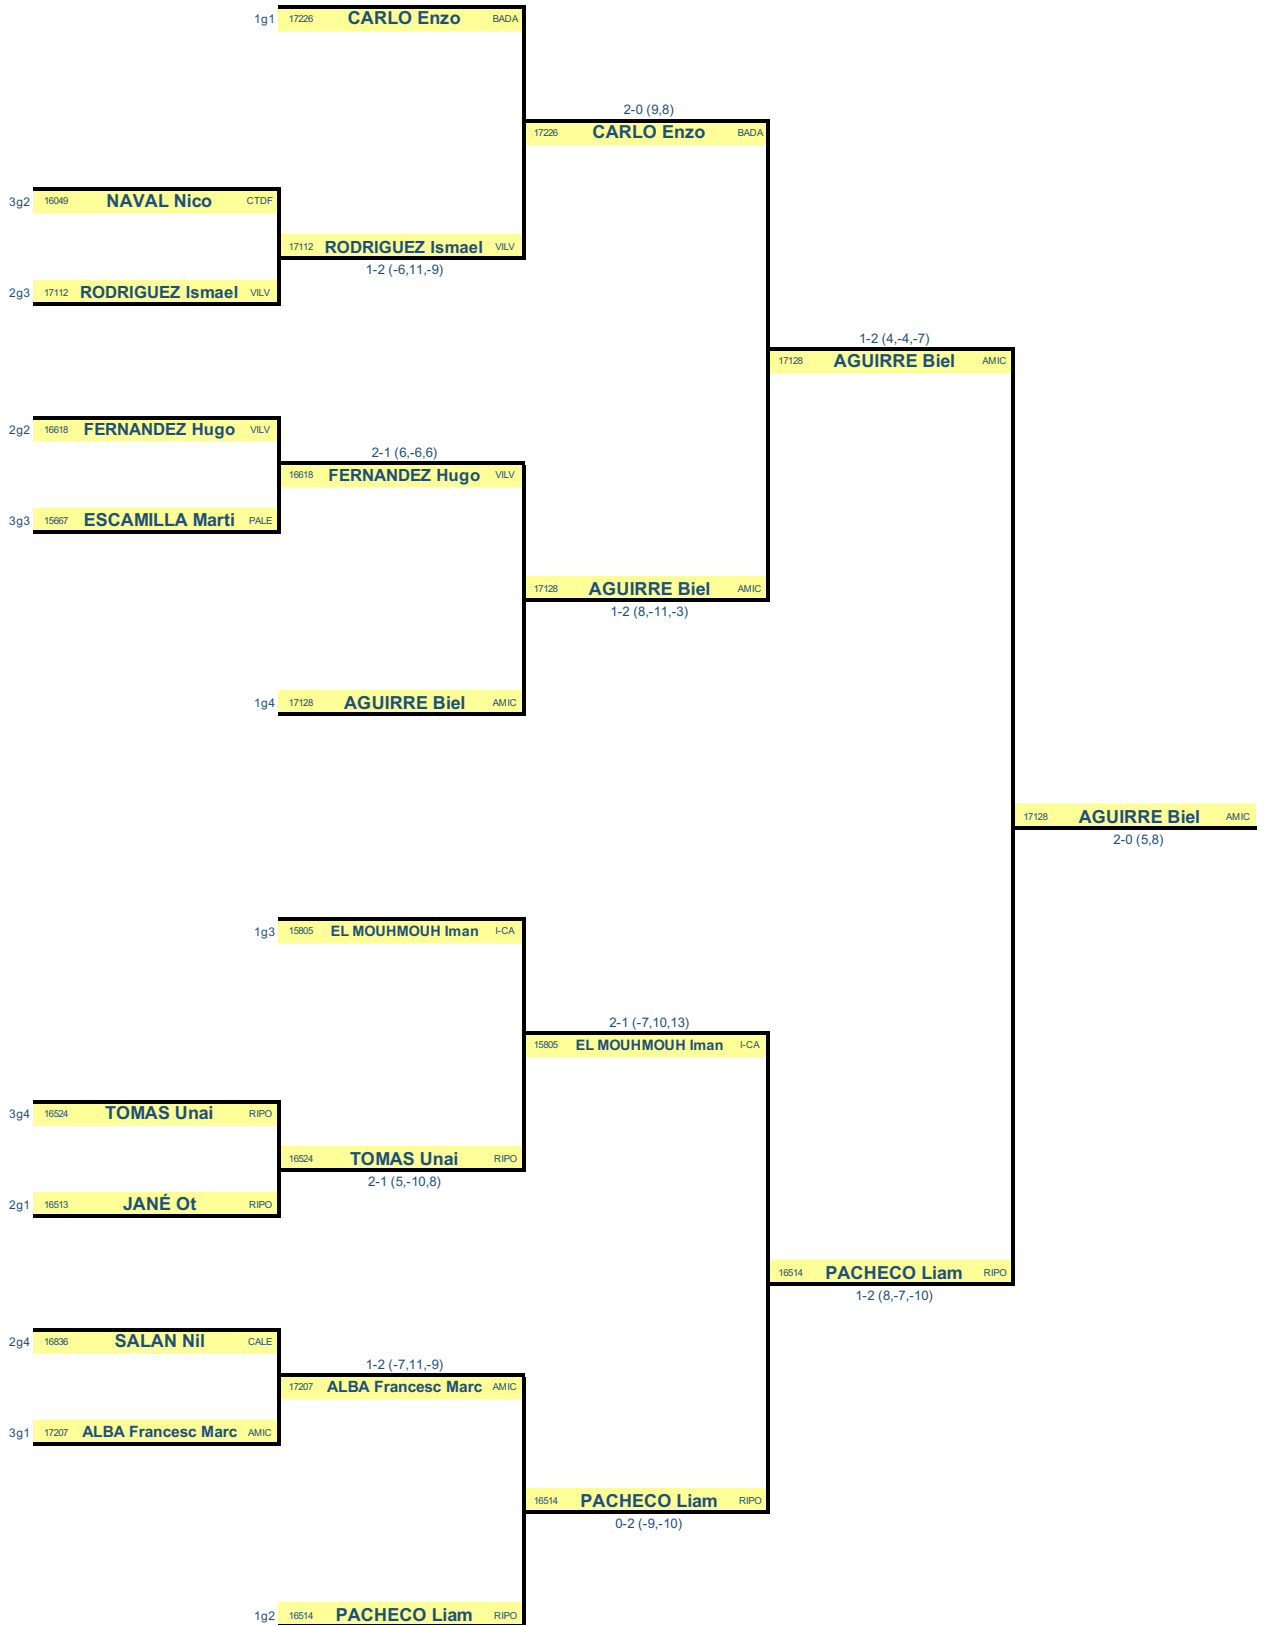 1g1 17226 CARLO Enzo BADA
2-0 (9,8)
17226 CARLO Enzo BADA
3g2 16049 NAVAL Nico CTDF
17112 RODRIGUEZ Ismael VILV
1-2 (-6,11,-9)
2g3 17112 RODRIGUEZ Ismael VILV
1-2 (4,-4,-7)
17128 AGUIRRE Biel AMIC
2g2 16618 FERNANDEZ Hugo VILV
2-1 (6,-6,6)
16618 FERNANDEZ Hugo VILV
3g3 15667 ESCAMILLA Marti PALE
17128 AGUIRRE Biel AMIC
1-2 (8,-11,-3)
1g4 17128 AGUIRRE Biel AMIC
17128 AGUIRRE Biel AMIC
2-0 (5,8)
1g3 15805 EL MOUHMOUH Iman I-CA
2-1 (-7,10,13)
15805 EL MOUHMOUH Iman I-CA
3g4 16524 TOMAS Unai RIPO
16524 TOMAS Unai RIPO
2-1 (5,-10,8)
2g1 16513 JANÉ Ot RIPO
16514 PACHECO Liam RIPO
1-2 (8,-7,-10)
2g4 16836 SALAN Nil CALE
1-2 (-7,11,-9)
17207 ALBA Francesc Marc AMIC
3g1 17207 ALBA Francesc Marc AMIC
16514 PACHECO Liam RIPO
0-2 (-9,-10)
1g2 16514 PACHECO Liam RIPO